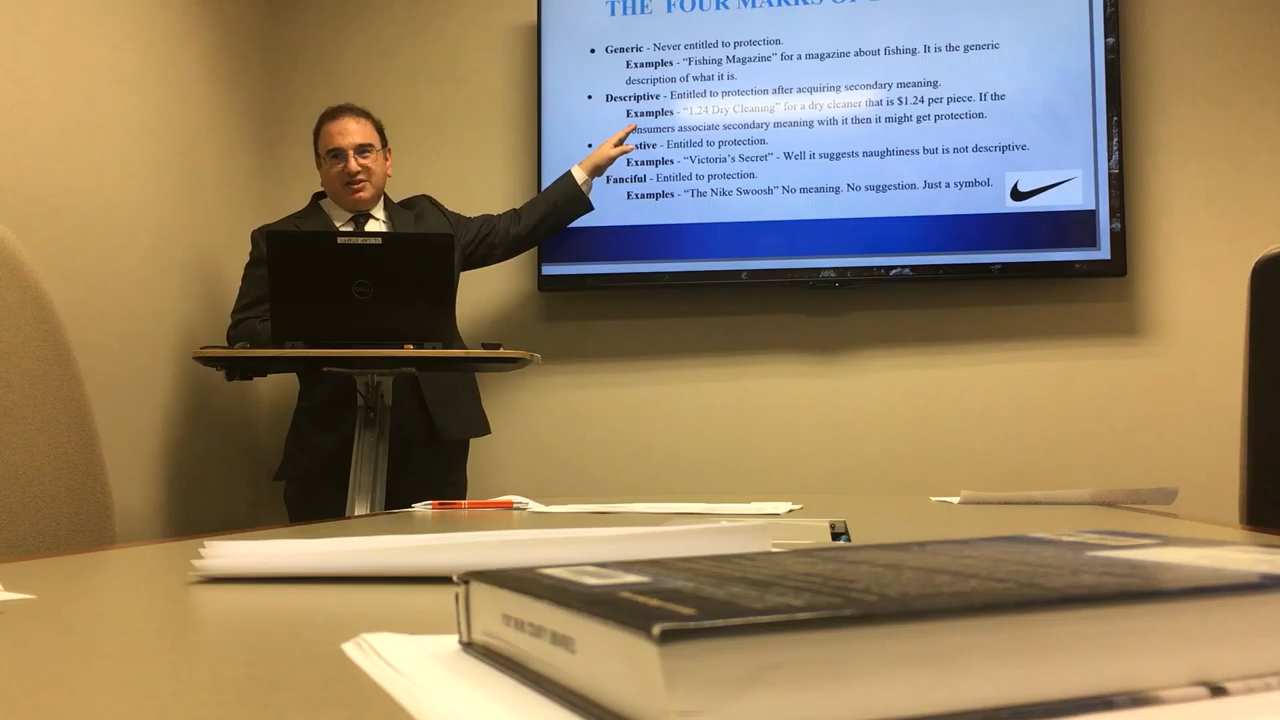 THE FOUR MARKS OF
Generic - Never entitled to protection.
Examples - “Fishing Magazine” for a magazine about fishing. It is the generic
description of what it is.
Descriptive - Entitled to protection after acquiring secondary meaning.
Examples - “1.24 Dry Cleaning” for a dry cleaner that is $1.24 per piece. If the
onsumers associate secondary meaning with it then it might get protection.
stive - Entitled to protection.
Examples - “Victoria’s Secret” - Well it suggests naughtiness but is not descriptive.
Fanciful - Entitled to protection.
Examples - “The Nike Swoosh” No meaning. No suggestion. Just a symbol.
DELL